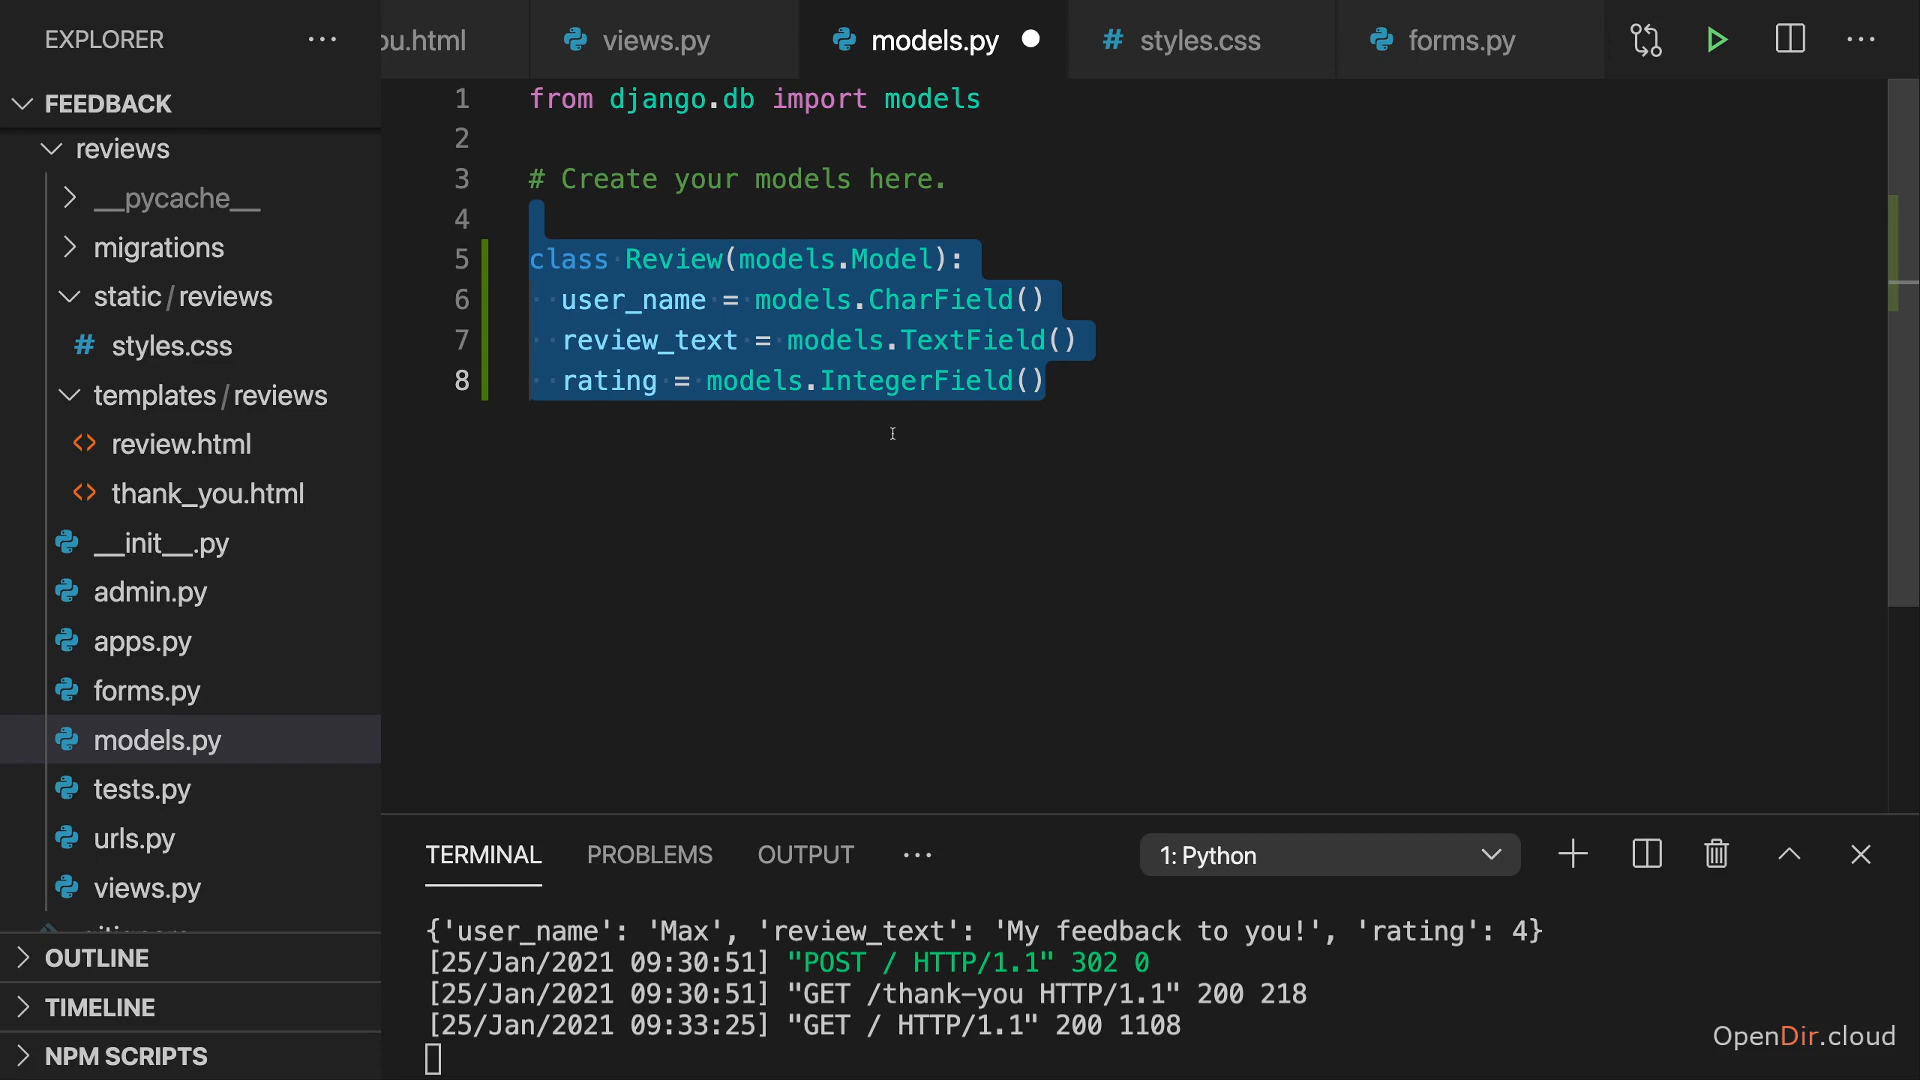 EXPLORER
FEEDBACK
reviews
__pycache__
migrations
static/reviews
# styles.css
templates/reviews
<> review.html
<> thank_you.html
__init__.py
admin.py
apps.py
forms.py
models.py
tests.py
urls.py
views.py
OUTLINE
TIMELINE
NPM SCRIPTS
ou.html
views.py
models.py
# styles.css
forms.py
1 from django.db import models
2
3 # Create your models here.
4
5 class Review(models.Model):
6 user_name = models.CharField()
7 review_text = models.TextField()
8 rating = models.IntegerField()
TERMINAL PROBLEMS OUTPUT ... 1: Python
{'user_name': 'Max', 'review_text': 'My feedback to you!', 'rating': 4}
[25/Jan/2021 09:30:51] "POST / HTTP/1.1" 302 0
[25/Jan/2021 09:30:51] "GET /thank-you HTTP/1.1" 200 218
[25/Jan/2021 09:33:25] "GET / HTTP/1.1" 200 1108
OpenDir.cloud